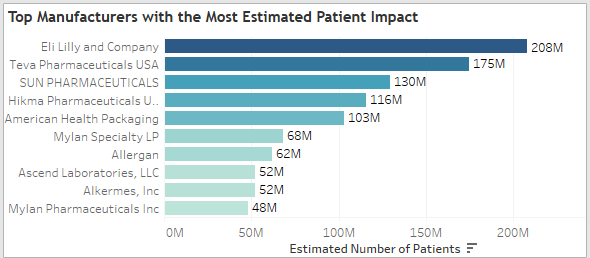 Top Manufacturers with the Most Estimated Patient Impact
Eli Lilly and Company 208M
Teva Pharmaceuticals USA 175M
SUN PHARMACEUTICALS 130M
Hikma Pharmaceuticals U.. 116M
American Health Packaging 103M
Mylan Specialty LP 68M
Allergan 62M
Ascend Laboratories, LLC 52M
Alkermes, Inc 52M
Mylan Pharmaceuticals Inc 48M
0M 50M 100M 150M 200M
Estimated Number of Patients